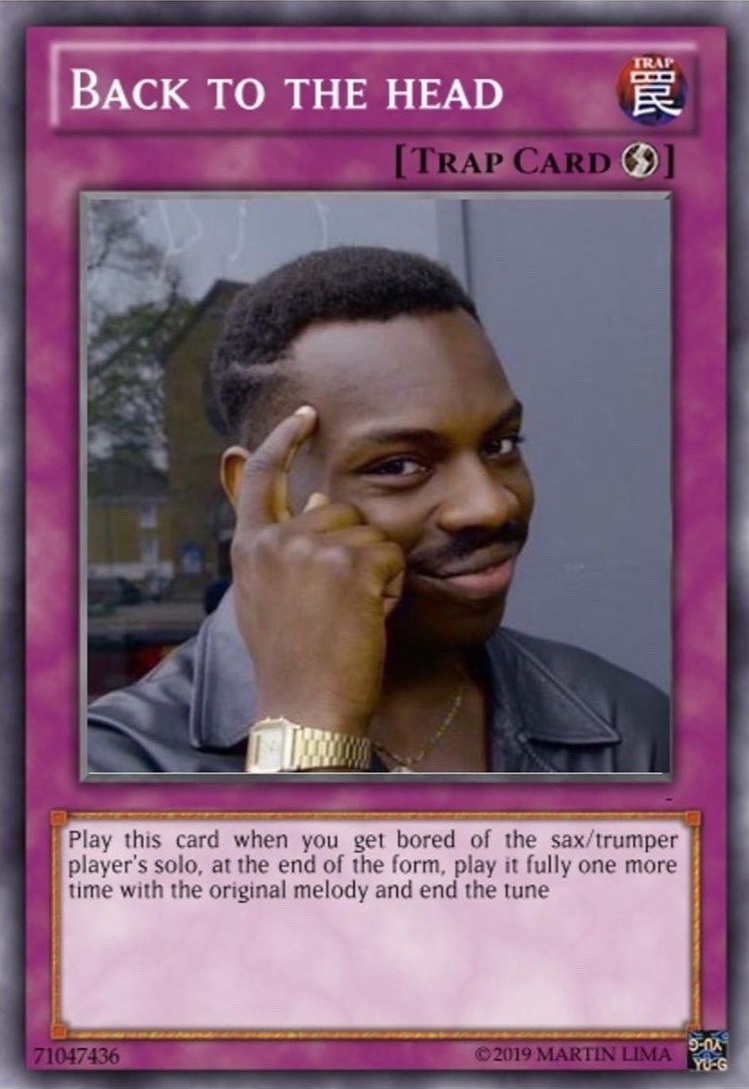 BACK TO THE HEAD
TRAP
罠
[TRAP CARD]
Play this card when you get bored of the sax/trumper
player's solo, at the end of the form, play it fully one more
time with the original melody and end the tune
71047436
©2019 MARTIN LIMA
YU-G
YU-G